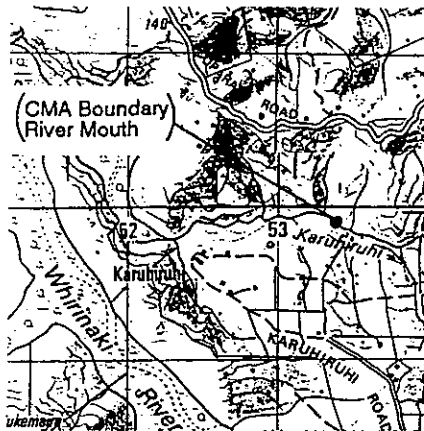 140
ROAD
(CMA Boundary
River Mouth)
62
53
Karuhiruhi
Karuhiruhi
Whirinaki
River
KARUHIRUHI
ROAD